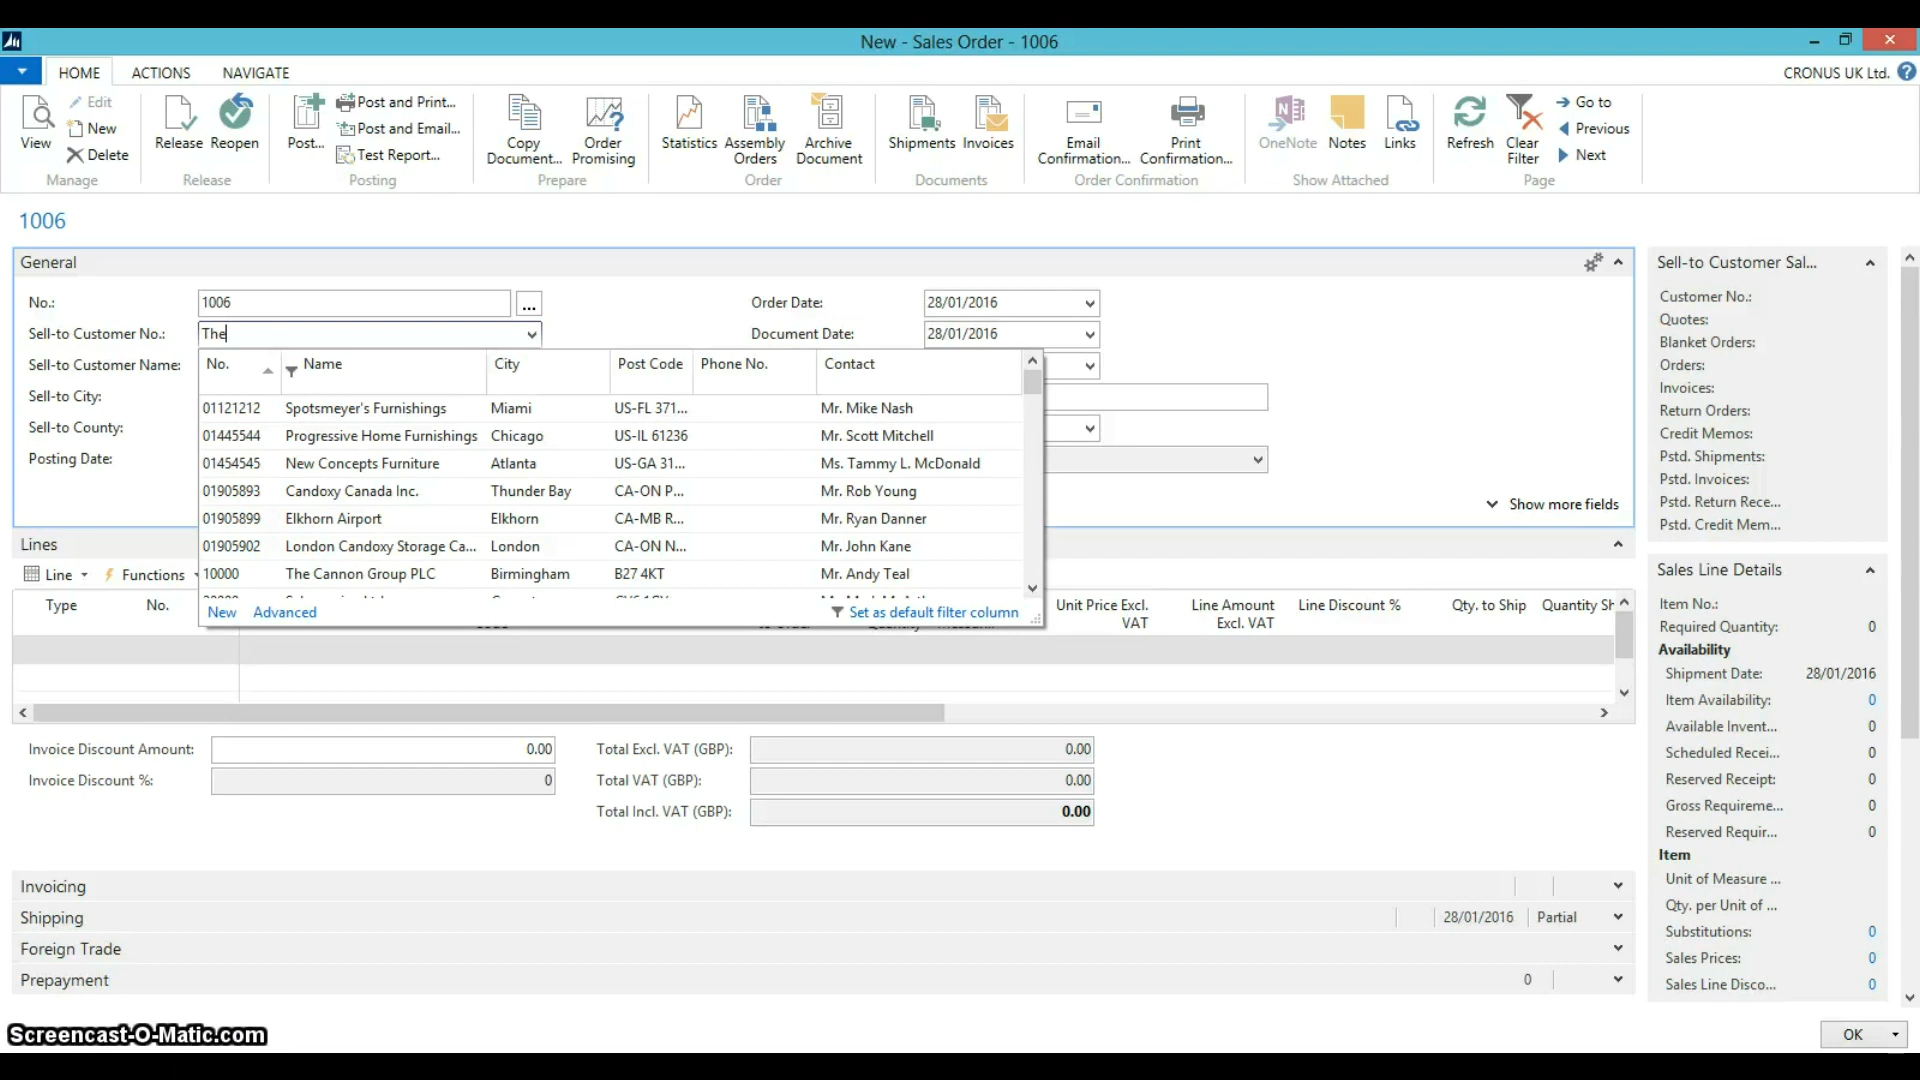 New - Sales Order - 1006
HOME ACTIONS NAVIGATE CRONUS UK Ltd. ?
View Edit New Delete Manage
Release Reopen Release
Post... Post and Print... Post and Email... Test Report... Posting
Copy Document... Order Promising Prepare
Statistics Assembly Orders Archive Document Order
Shipments Invoices Documents
Email Confirmation... Print Confirmation... Order Confirmation
OneNote Notes Links Show Attached
Refresh Clear Filter Go to Previous Next Page
1006
General
No.: 1006 ... Order Date: 28/01/2016
Sell-to Customer No.: The Document Date: 28/01/2016
Sell-to Customer Name:
Sell-to City:
Sell-to County:
Posting Date:
No. Name City Post Code Phone No. Contact
01121212 Spotsmeyer's Furnishings Miami US-FL 371... Mr. Mike Nash
01445544 Progressive Home Furnishings Chicago US-IL 61236 Mr. Scott Mitchell
01454545 New Concepts Furniture Atlanta US-GA 31... Ms. Tammy L. McDonald
01905893 Candoxy Canada Inc. Thunder Bay CA-ON P... Mr. Rob Young
01905899 Elkhorn Airport Elkhorn CA-MB R... Mr. Ryan Danner
01905902 London Candoxy Storage Ca... London CA-ON N... Mr. John Kane
10000 The Cannon Group PLC Birmingham B27 4KT Mr. Andy Teal
New Advanced Set as default filter column
Show more fields
Lines
Line Functions
Type No. Unit Price Excl. VAT Line Amount Excl. VAT Line Discount % Qty. to Ship Quantity Sh
Invoice Discount Amount: 0.00 Total Excl. VAT (GBP): 0.00
Invoice Discount %: 0 Total VAT (GBP): 0.00
Total Incl. VAT (GBP): 0.00
Invoicing
Shipping 28/01/2016 Partial
Foreign Trade
Prepayment 0
Sell-to Customer Sal...
Customer No.:
Quotes:
Blanket Orders:
Orders:
Invoices:
Return Orders:
Credit Memos:
Pstd. Shipments:
Pstd. Invoices:
Pstd. Return Rece...
Pstd. Credit Mem...
Sales Line Details
Item No.:
Required Quantity: 0
Availability
Shipment Date: 28/01/2016
Item Availability: 0
Available Invent... 0
Scheduled Recei... 0
Reserved Receipt: 0
Gross Requireme... 0
Reserved Requir... 0
Item
Unit of Measure ...
Qty. per Unit of ...
Substitutions: 0
Sales Prices: 0
Sales Line Disco... 0
OK
Screencast-O-Matic.com